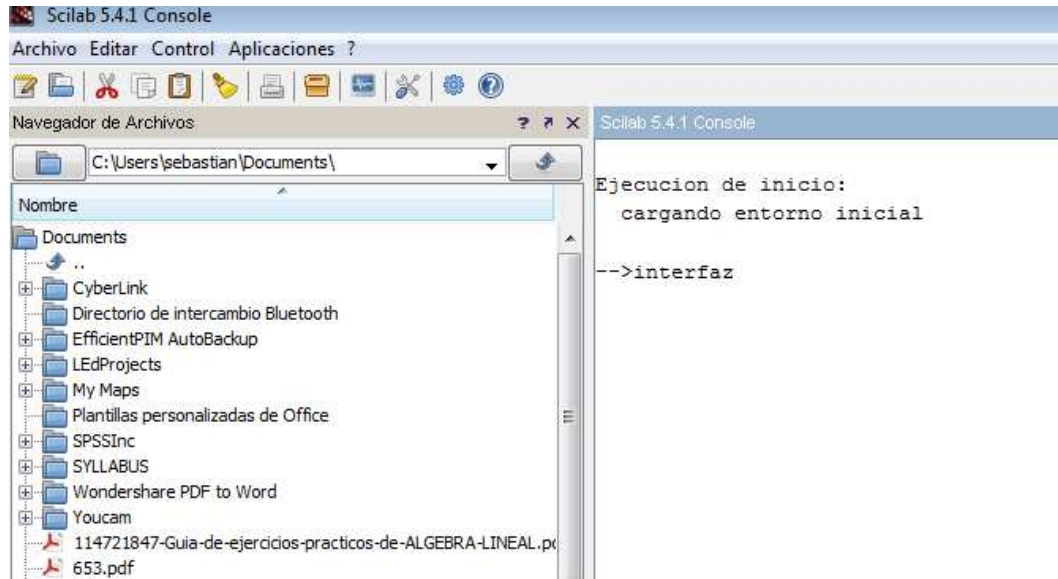 Scilab 5.4.1 Console
Archivo Editar Control Aplicaciones ?
Navegador de Archivos
C:\Users\sebastian\Documents\
Nombre
Documents
..
CyberLink
Directorio de intercambio Bluetooth
EfficientPIM AutoBackup
LEdProjects
My Maps
Plantillas personalizadas de Office
SPSSInc
SYLLABUS
Wondershare PDF to Word
Youcam
114721847-Guia-de-ejercicios-practicos-de-ALGEBRA-LINEAL.p
653.pdf
Scilab 5.4.1 Console
Ejecucion de inicio:
cargando entorno inicial
-->interfaz